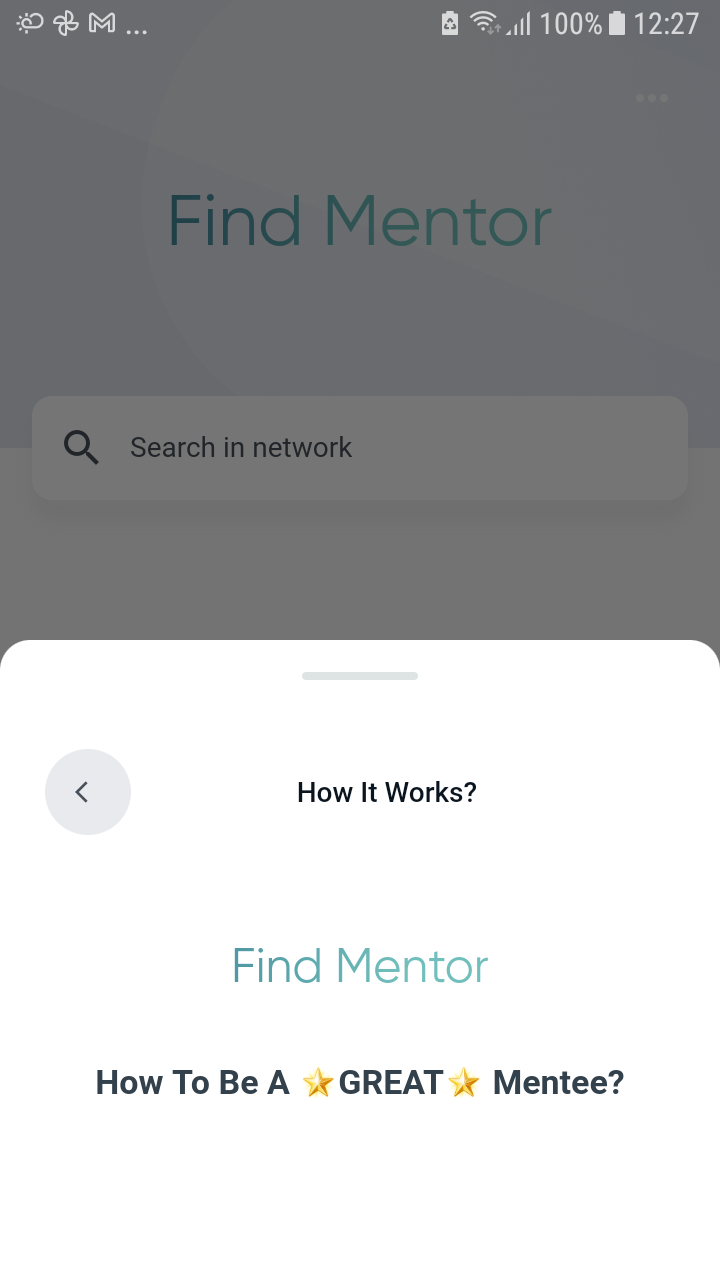 ... 100% 12:27
Find Mentor
Search in network
How It Works?
Find Mentor
How To Be A ⭐GREAT⭐ Mentee?